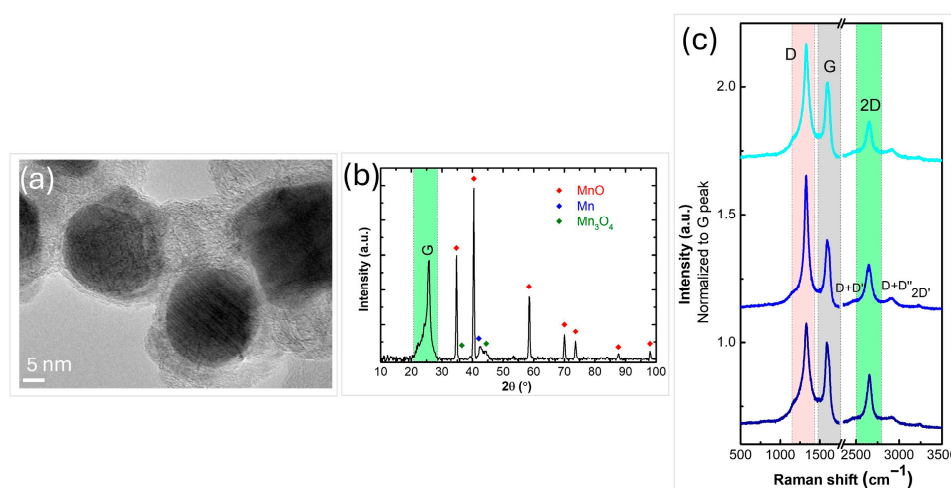 (a)
5 nm
(b)
G
MnO
Mn
Mn₃O₄
Intensity (a.u.)
10 20 30 40 50 60 70 80 90 100
2θ (°)
(c)
D
G
2D
2.0
1.5
1.0
D+D'
D+D''
2D'
Intensity (a.u.)
Normalized to G peak
500 1000 1500 2500 3000 3500
Raman shift (cm⁻¹)